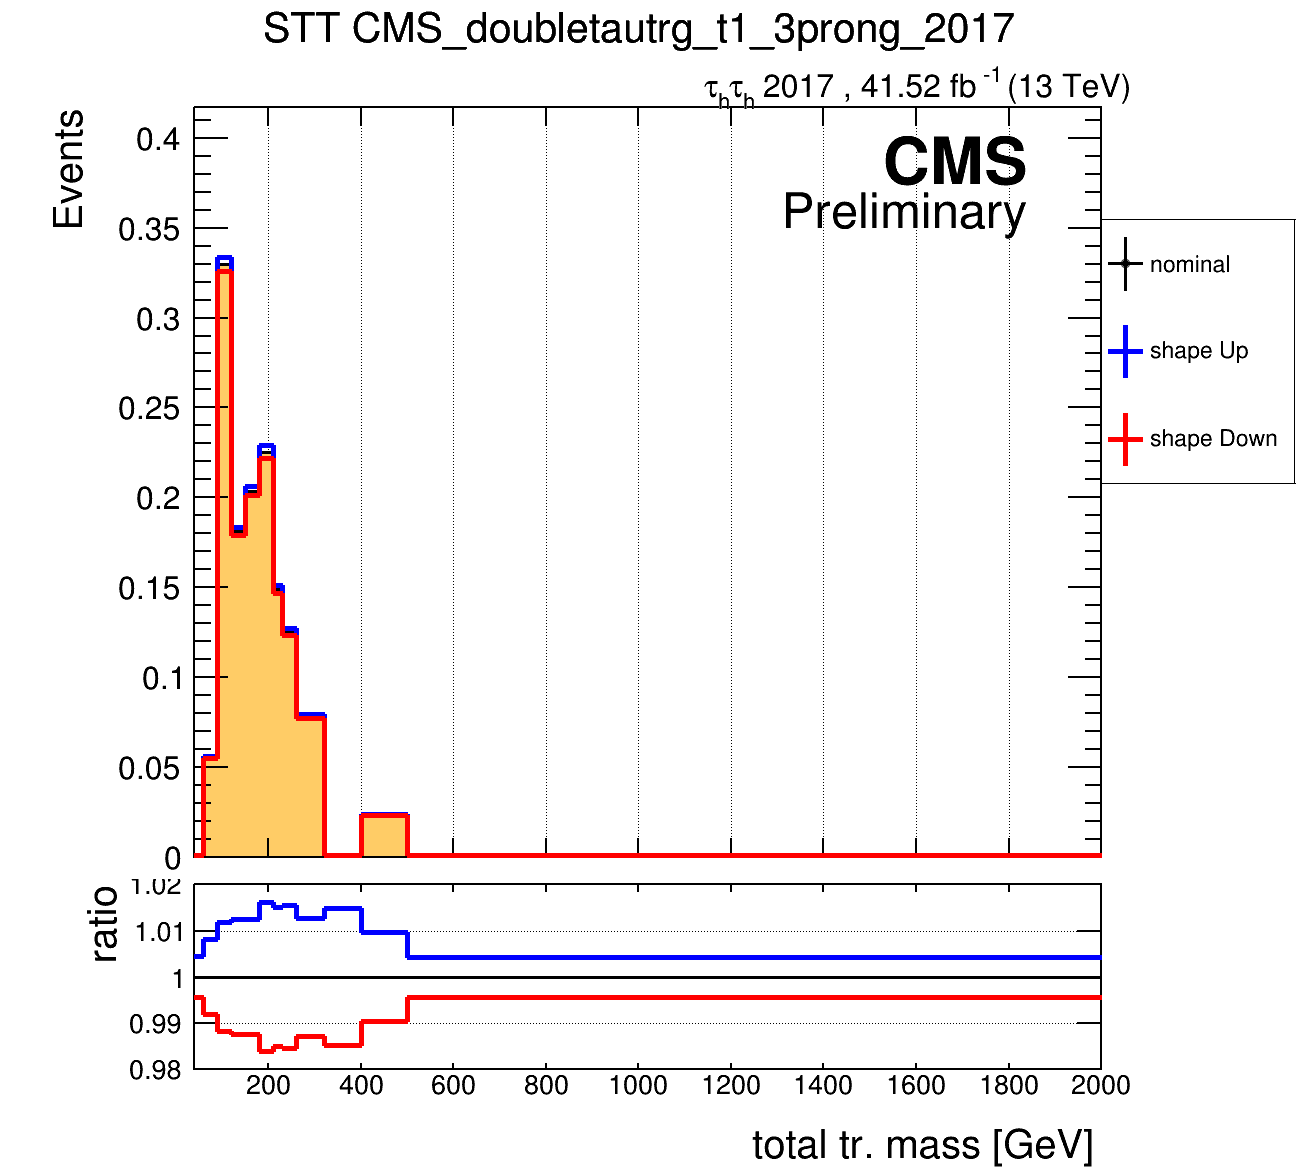 STT CMS_doubletautrg_t1_3prong_2017
τhτh 2017 , 41.52 fb -1 (13 TeV)
Events
0.4
0.35
0.3
0.25
0.2
0.15
0.1
0.05
0
CMS
Preliminary
nominal
shape Up
shape Down
ratio
1.02
1.01
1
0.99
0.98
200 400 600 800 1000 1200 1400 1600 1800 2000
total tr. mass [GeV]